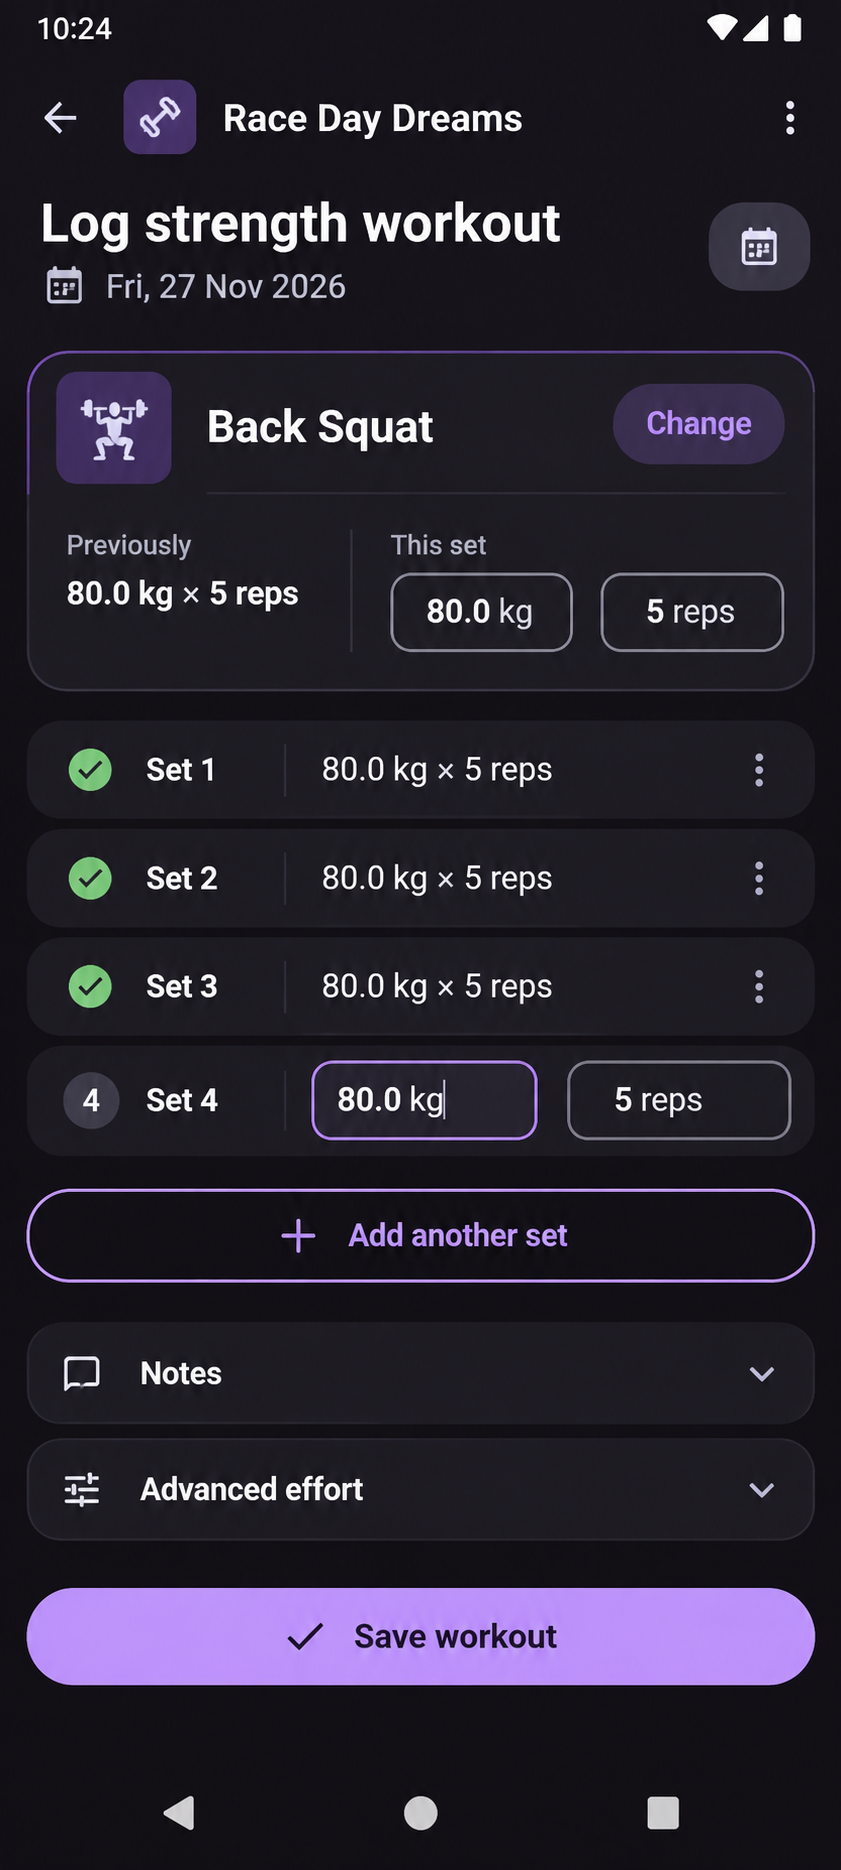 10:24
Race Day Dreams
Log strength workout
Fri, 27 Nov 2026
Back Squat
Change
Previously
This set
80.0 kg × 5 reps
80.0 kg
5 reps
Set 1
80.0 kg × 5 reps
Set 2
80.0 kg × 5 reps
Set 3
80.0 kg × 5 reps
4
Set 4
80.0 kg
5 reps
Add another set
Notes
Advanced effort
Save workout